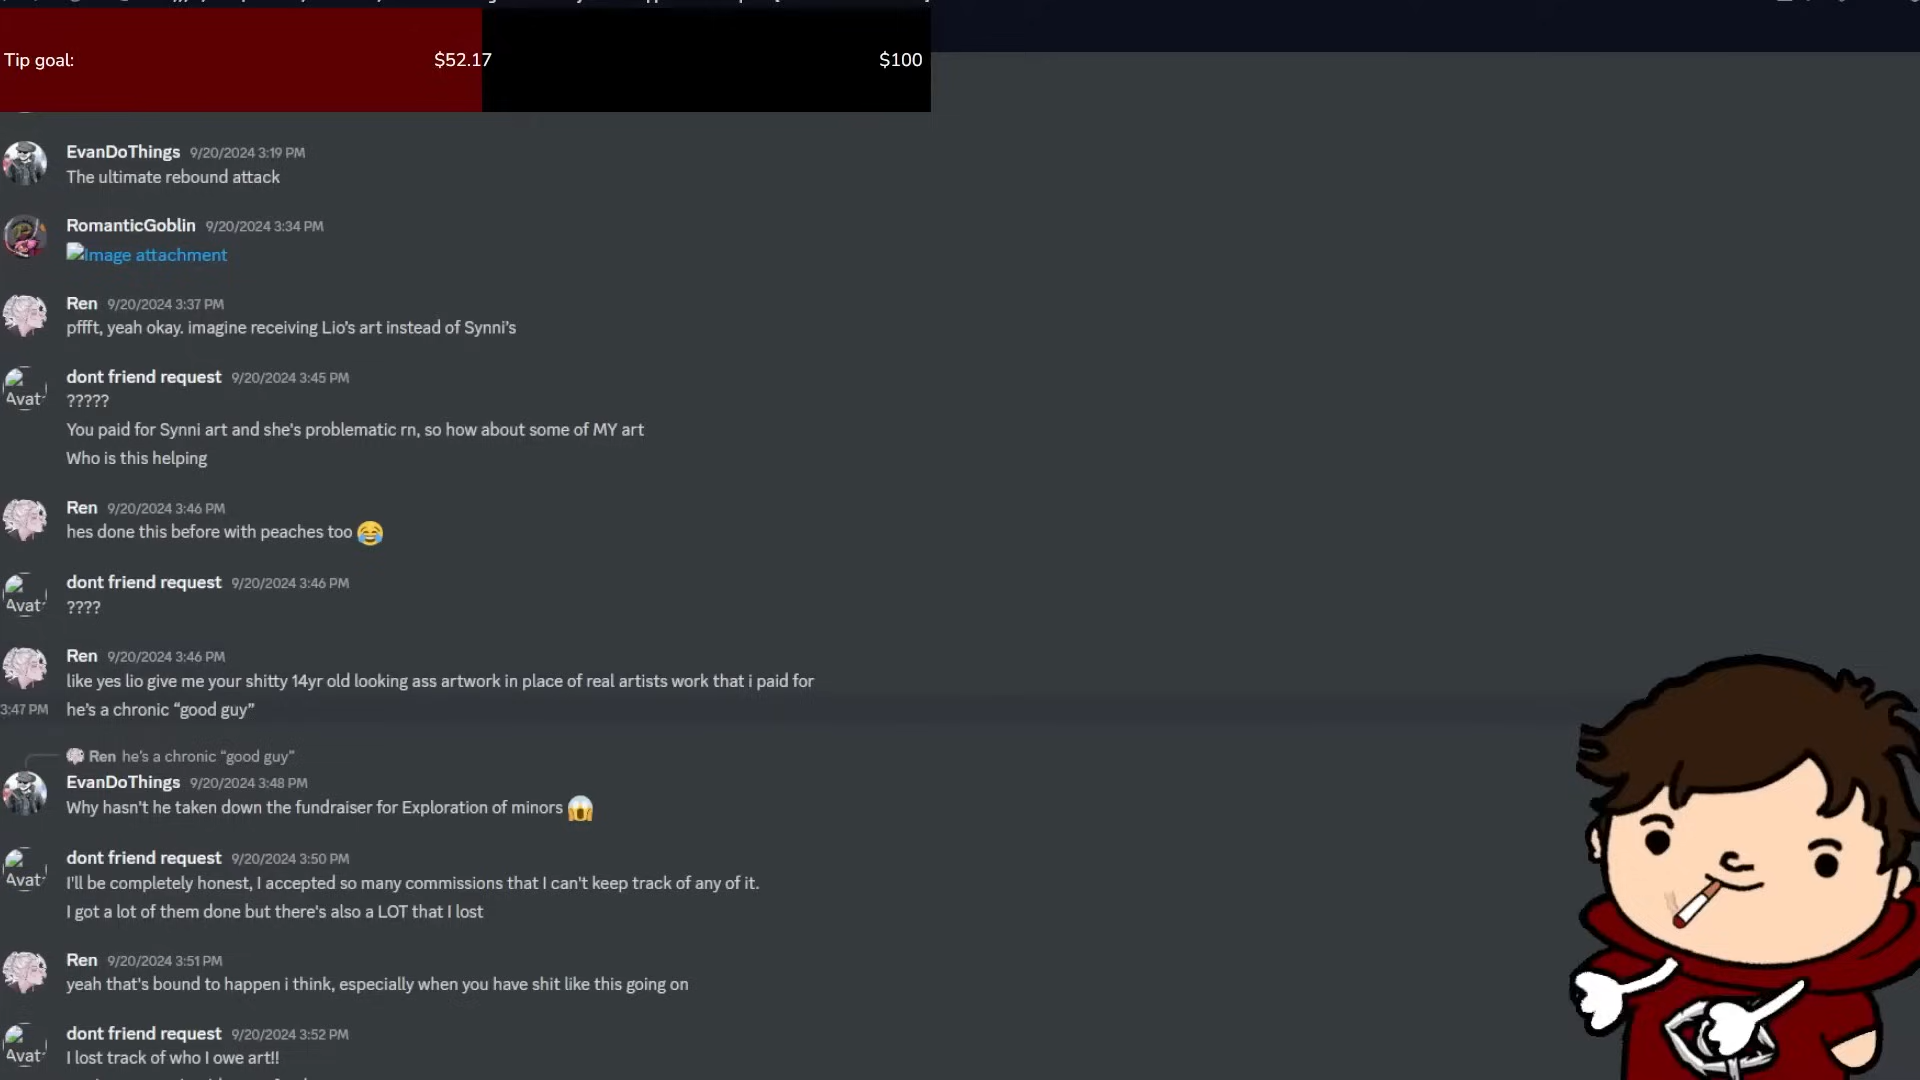 Tip goal: $52.17 $100
EvanDoThings 9/20/2024 3:19 PM
The ultimate rebound attack
RomanticGoblin 9/20/2024 3:34 PM
Image attachment
Ren 9/20/2024 3:37 PM
pffft, yeah okay. imagine receiving Lio's art instead of Synni's
dont friend request 9/20/2024 3:45 PM
Avat
?????
You paid for Synni art and she's problematic rn, so how about some of MY art
Who is this helping
Ren 9/20/2024 3:46 PM
hes done this before with peaches too 😂
dont friend request 9/20/2024 3:46 PM
Avat
????
Ren 9/20/2024 3:46 PM
like yes lio give me your shitty 14yr old looking ass artwork in place of real artists work that i paid for
3:47 PM he's a chronic “good guy”
Ren he's a chronic “good guy”
EvanDoThings 9/20/2024 3:48 PM
Why hasn't he taken down the fundraiser for Exploration of minors 😱
dont friend request 9/20/2024 3:50 PM
Avat
I'll be completely honest, I accepted so many commissions that I can't keep track of any of it.
I got a lot of them done but there's also a LOT that I lost
Ren 9/20/2024 3:51 PM
yeah that's bound to happen i think, especially when you have shit like this going on
dont friend request 9/20/2024 3:52 PM
Avat
I lost track of who I owe art!!